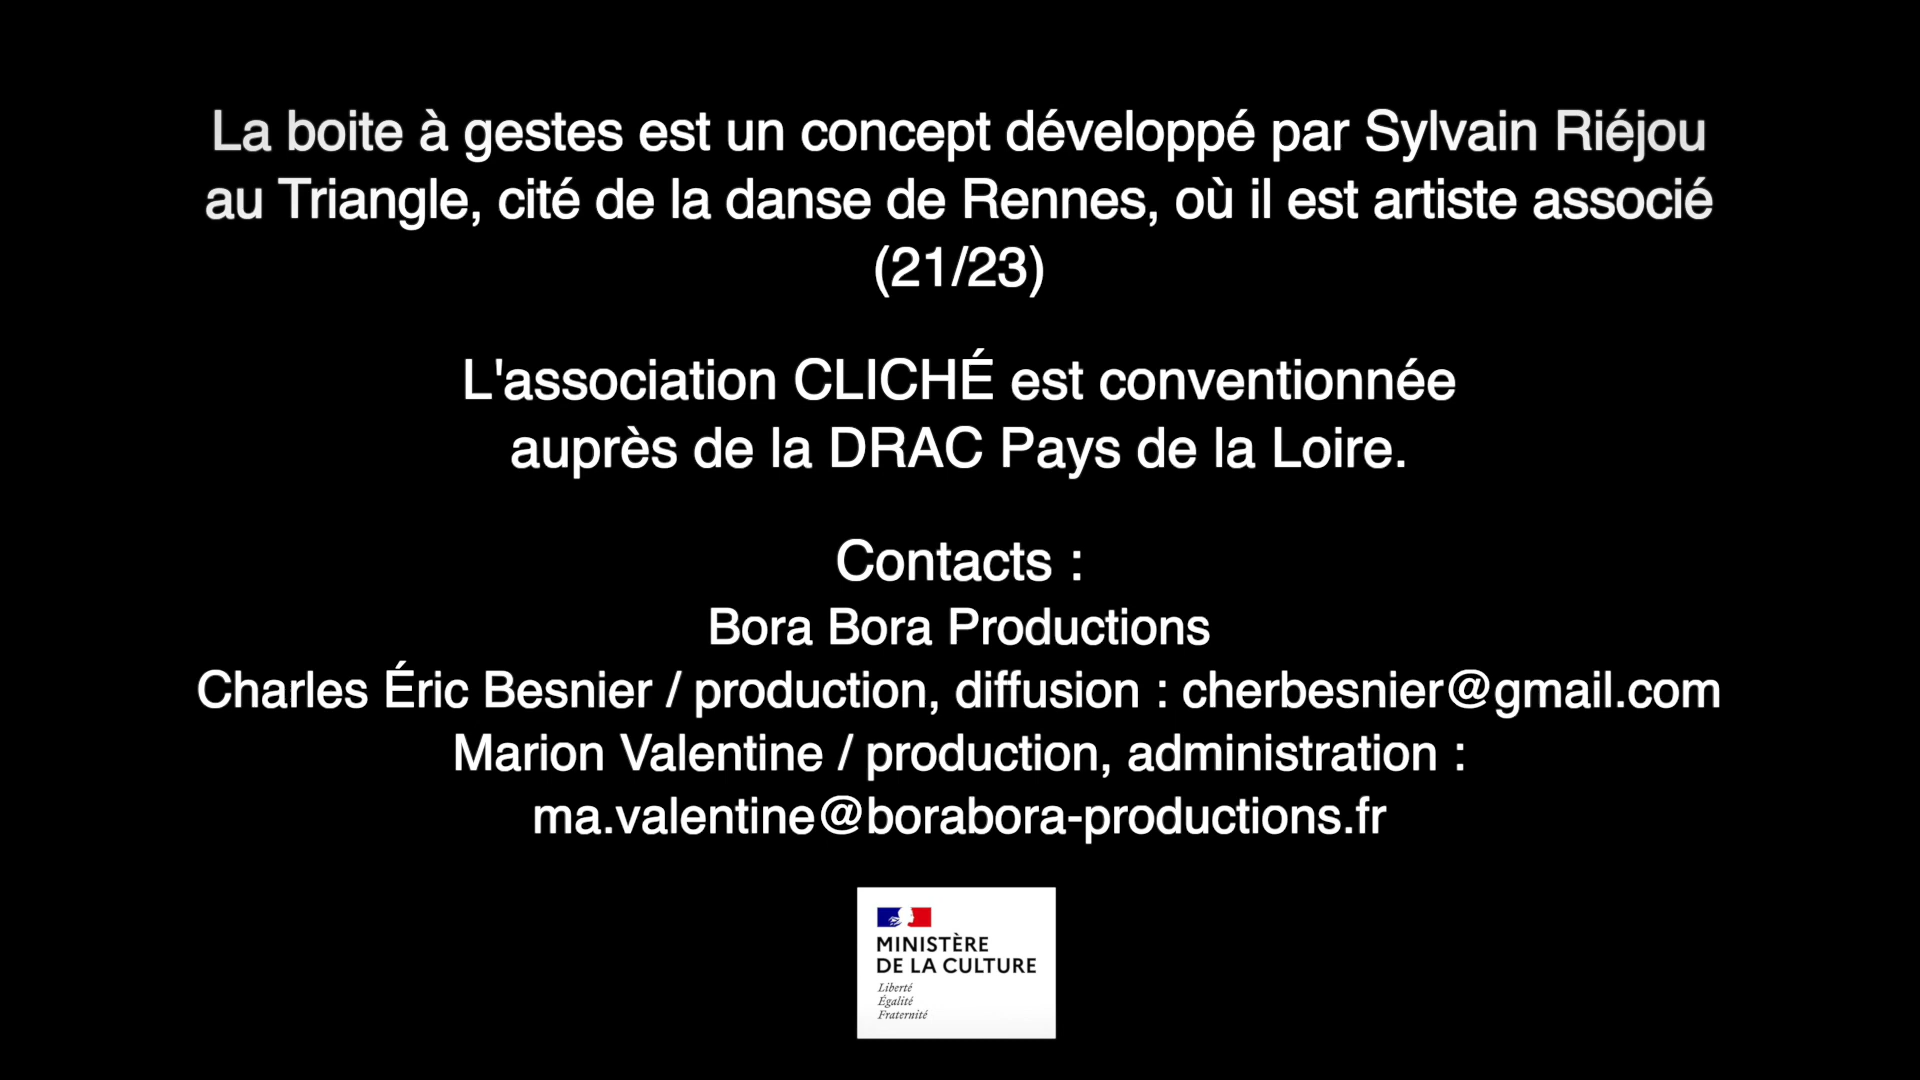 La boite à gestes est un concept développé par Sylvain Riéjou
au Triangle, cité de la danse de Rennes, où il est artiste associé
(21/23)
L'association CLICHÉ est conventionnée
auprès de la DRAC Pays de la Loire.
Contacts :
Bora Bora Productions
Charles Éric Besnier / production, diffusion : cherbesnier@gmail.com
Marion Valentine / production, administration :
ma.valentine@borabora-productions.fr
MINISTÈRE
DE LA CULTURE
Liberté
Égalité
Fraternité